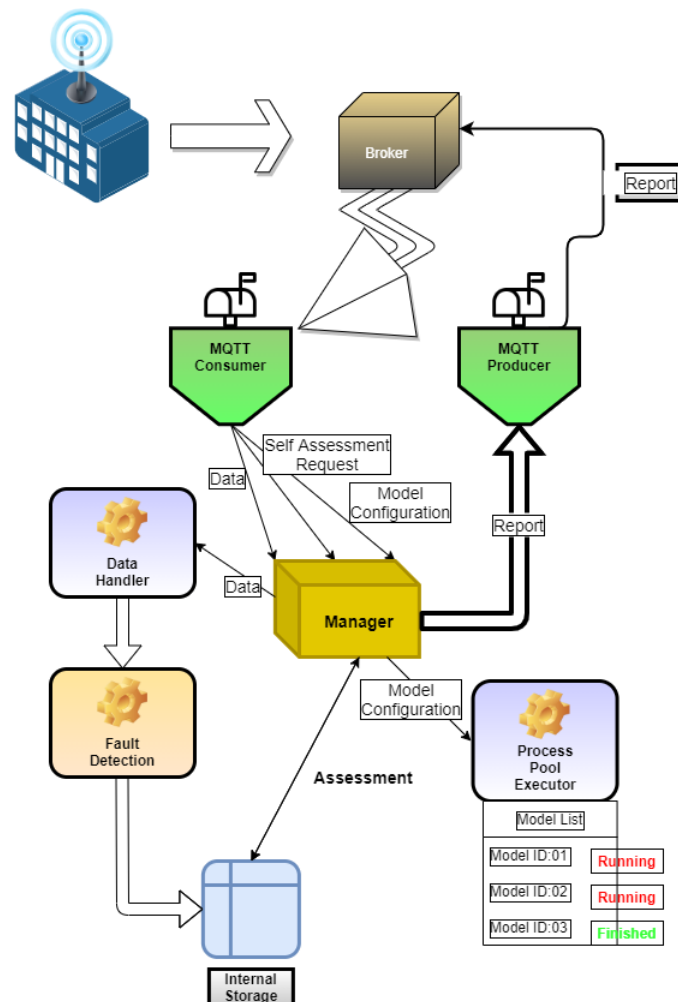 Broker
Report
MQTT
Consumer
MQTT
Producer
Self Assessment
Request
Data
Model
Configuration
Report
Data
Handler
Data
Manager
Model
Configuration
Fault
Detection
Process
Pool
Executor
Assessment
Model List
Model ID:01
Running
Model ID:02
Running
Model ID:03
Finished
Internal
Storage